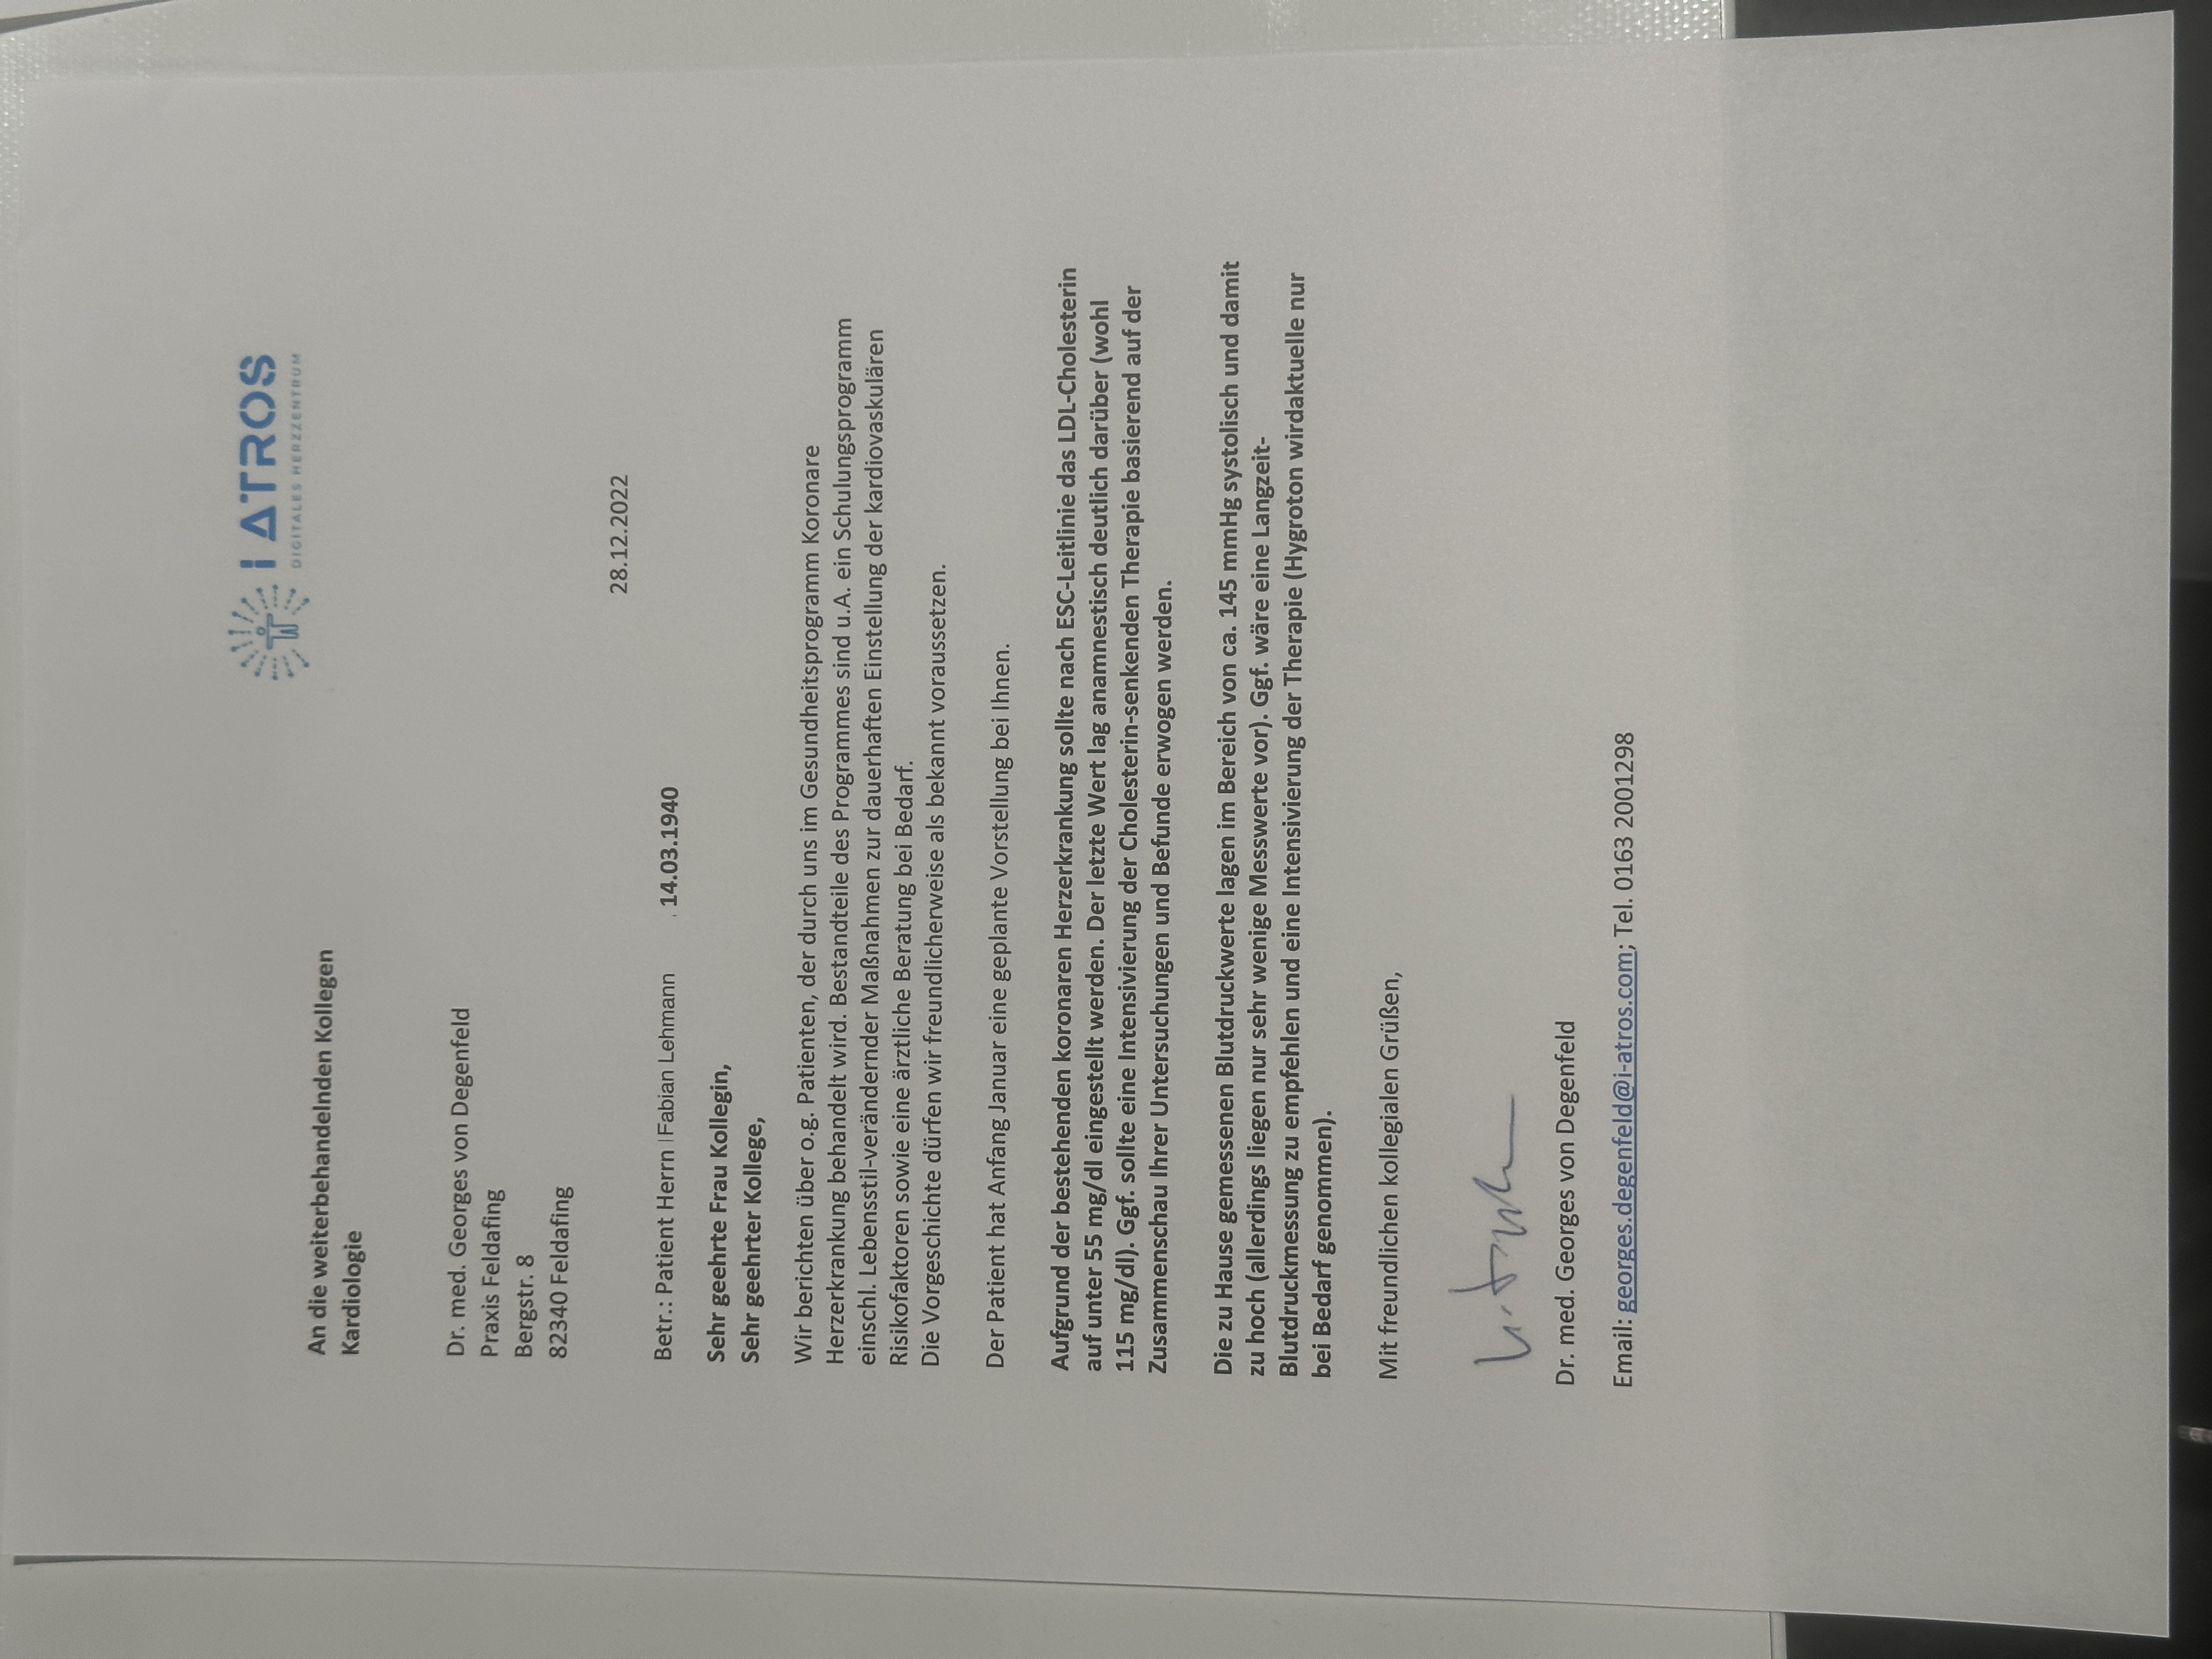 I ATROS
DIGITALES HERZZENTRUM
An die weiterbehandelnden Kollegen
Kardiologie
Dr. med. Georges von Degenfeld
Praxis Feldafing
Bergstr. 8
82340 Feldafing
28.12.2022
Betr.: Patient Herrn Fabian Lehmann 14.03.1940
Sehr geehrte Frau Kollegin,
Sehr geehrter Kollege,
Wir berichten über o.g. Patienten, der durch uns im Gesundheitsprogramm Koronare
Herzerkrankung behandelt wird. Bestandteile des Programmes sind u.A. ein Schulungsprogramm
einschl. Lebensstil-verändernder Maßnahmen zur dauerhaften Einstellung der kardiovaskulären
Risikofaktoren sowie eine ärztliche Beratung bei Bedarf.
Die Vorgeschichte dürfen wir freundlicherweise als bekannt voraussetzen.
Der Patient hat Anfang Januar eine geplante Vorstellung bei Ihnen.
Aufgrund der bestehenden koronaren Herzerkrankung sollte nach ESC-Leitlinie das LDL-Cholesterin
auf unter 55 mg/dl eingestellt werden. Der letzte Wert lag anamnestisch deutlich darüber (wohl
115 mg/dl). Ggf. sollte eine Intensivierung der Cholesterin-senkenden Therapie basierend auf der
Zusammenschau Ihrer Untersuchungen und Befunde erwogen werden.
Die zu Hause gemessenen Blutdruckwerte lagen im Bereich von ca. 145 mmHg systolisch und damit
zu hoch (allerdings liegen nur sehr wenige Messwerte vor). Ggf. wäre eine Langzeit-
Blutdruckmessung zu empfehlen und eine Intensivierung der Therapie (Hygroton wirdaktuelle nur
bei Bedarf genommen).
Mit freundlichen kollegialen Grüßen,
Dr. med. Georges von Degenfeld
Email: georges.degenfeld@i-atros.com; Tel. 0163 2001298